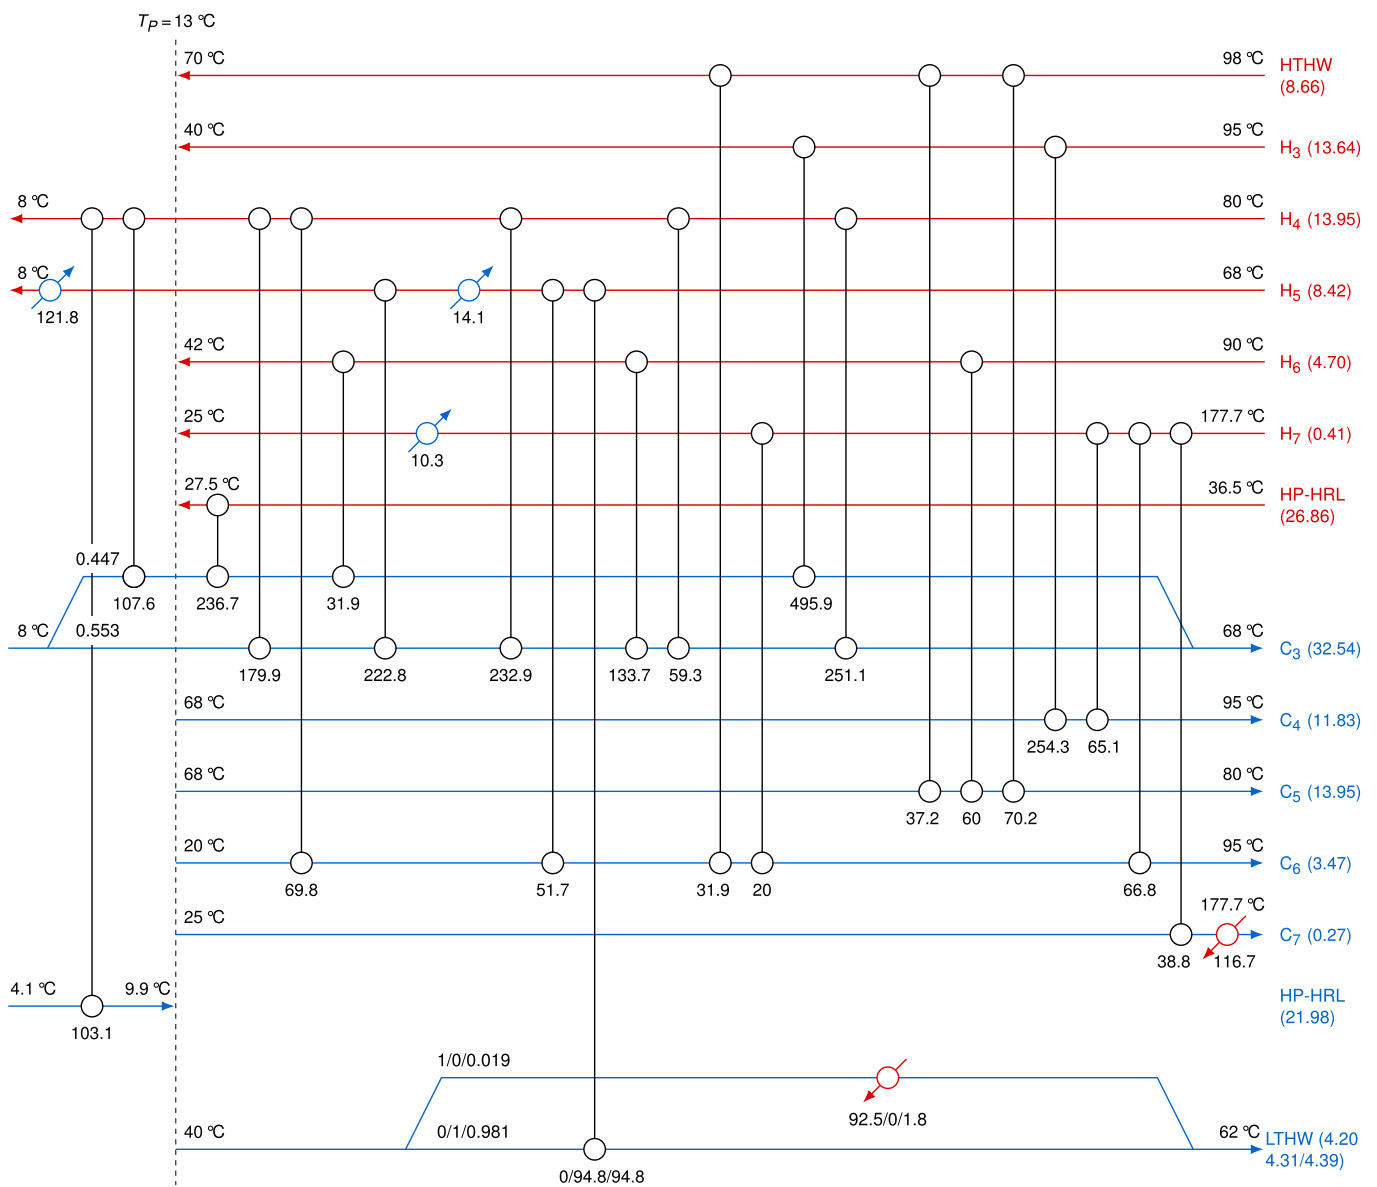 T_P = 13 °C
70 °C 98 °C HTHW
(8.66)
40 °C 95 °C H3 (13.64)
8 °C 80 °C H4 (13.95)
8 °C 68 °C H5 (8.42)
121.8 14.1
42 °C 90 °C H6 (4.70)
25 °C 177.7 °C H7 (0.41)
10.3
27.5 °C 36.5 °C HP-HRL
(26.86)
0.447
107.6 236.7 31.9 495.9
8 °C 0.553 68 °C C3 (32.54)
179.9 222.8 232.9 133.7 59.3 251.1
68 °C 95 °C C4 (11.83)
254.3 65.1
68 °C 80 °C C5 (13.95)
37.2 60 70.2
20 °C 95 °C C6 (3.47)
69.8 51.7 31.9 20 66.8
25 °C 177.7 °C C7 (0.27)
38.8 116.7
4.1 °C 9.9 °C HP-HRL
(21.98)
103.1
1/0/0.019
92.5/0/1.8
40 °C 0/1/0.981 62 °C LTHW (4.20
4.31/4.39)
0/94.8/94.8